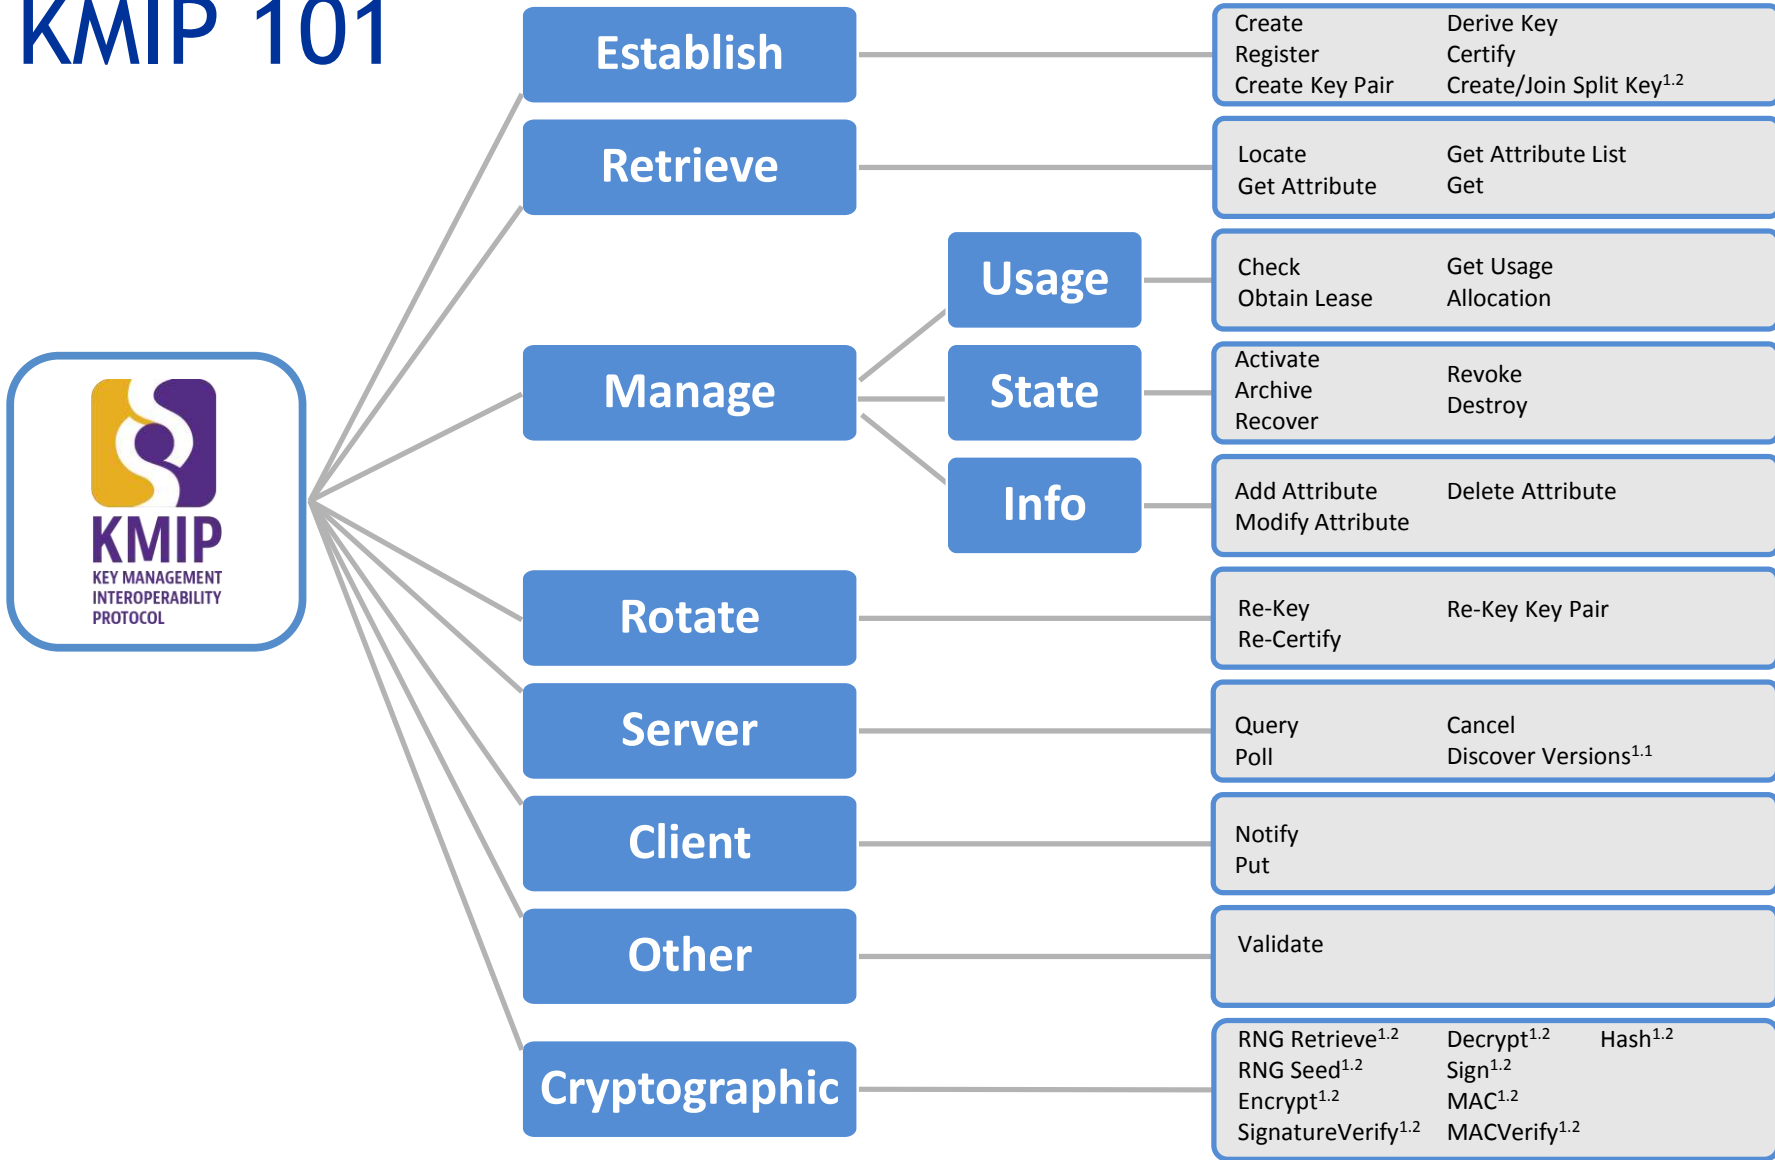 KMIP 101
KMIP
KEY MANAGEMENT
INTEROPERABILITY
PROTOCOL
Establish
Create
Register
Create Key Pair
Derive Key
Certify
Create/Join Split Key1.2
Retrieve
Locate
Get Attribute
Get Attribute List
Get
Manage
Usage
Check
Obtain Lease
Get Usage
Allocation
State
Activate
Archive
Recover
Revoke
Destroy
Info
Add Attribute
Modify Attribute
Delete Attribute
Rotate
Re-Key
Re-Certify
Re-Key Key Pair
Server
Query
Poll
Cancel
Discover Versions1.1
Client
Notify
Put
Other
Validate
Cryptographic
RNG Retrieve1.2
RNG Seed1.2
Encrypt1.2
SignatureVerify1.2
Decrypt1.2
Sign1.2
MAC1.2
MACVerify1.2
Hash1.2